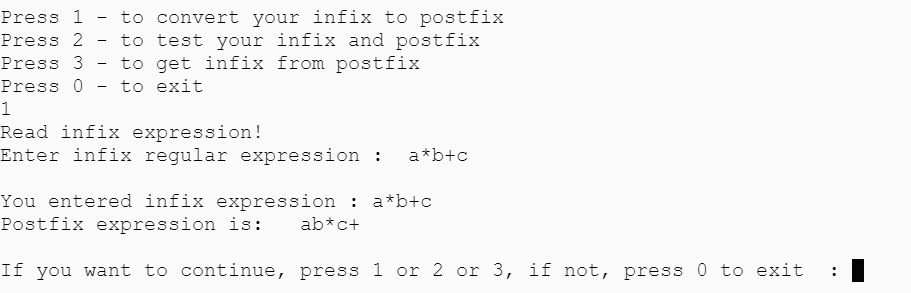 Press 1 - to convert your infix to postfix
Press 2 - to test your infix and postfix
Press 3 - to get infix from postfix
Press 0 - to exit
1
Read infix expression!
Enter infix regular expression :  a*b+c
You entered infix expression : a*b+c
Postfix expression is:   ab*c+
If you want to continue, press 1 or 2 or 3, if not, press 0 to exit  :